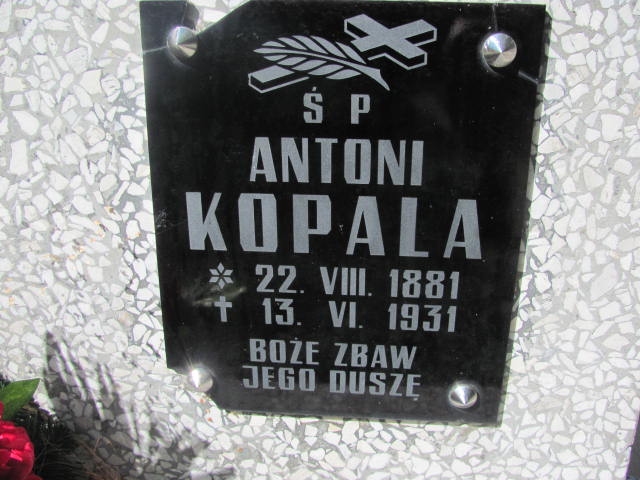 Ś P
ANTONI
KOPALA
* 22. VIII. 1881
✝ 13. VI. 1931
BOŻE ZBAW
JEGO DUSZĘ